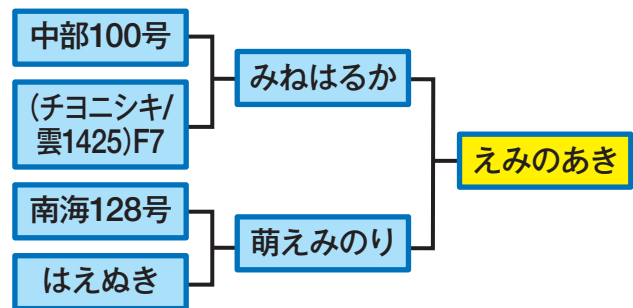 中部100号
(チヨニシキ/
雲1425)F7
みねはるか
えみのあき
南海128号
はえぬき
萌えみのり